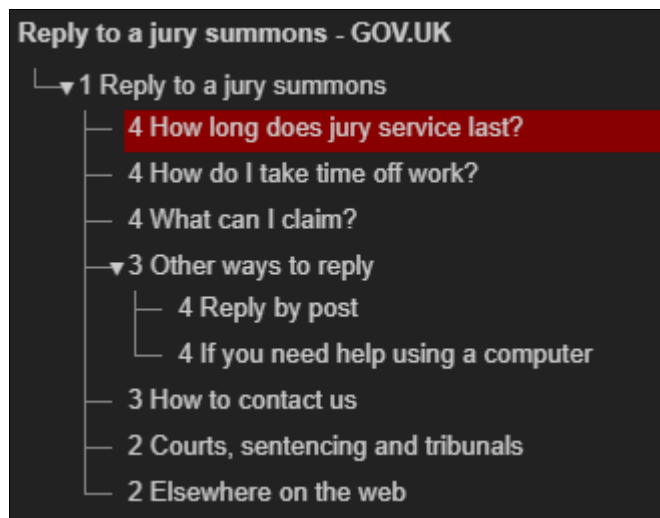 Reply to a jury summons - GOV.UK
1 Reply to a jury summons
4 How long does jury service last?
4 How do I take time off work?
4 What can I claim?
3 Other ways to reply
4 Reply by post
4 If you need help using a computer
3 How to contact us
2 Courts, sentencing and tribunals
2 Elsewhere on the web